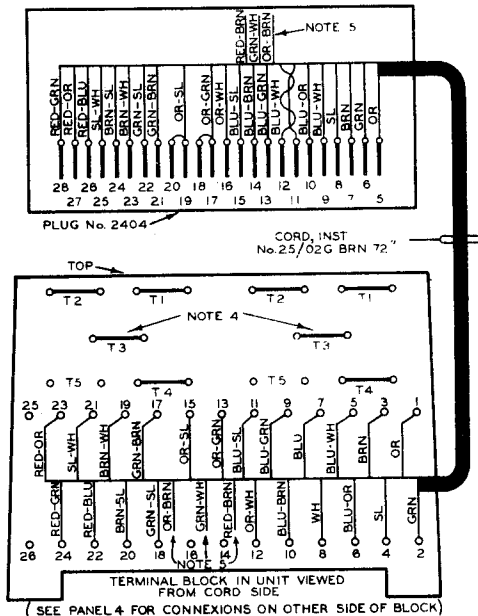 NOTE 5
RED-BRN
GRN-WH
OR-BRN
RED-GRN
RED-OR
RED-BLU
SL-WH
BRN-SL
BRN-WH
GRN-SL
GRN-BRN
OR-SL
OR-GRN
OR-WH
BLU-SL
BLU-BRN
BLU-GRN
BLU-WH
BLU-OR
BLU-WH
SL
BRN
GRN
OR
28 26 24 22 20 18 16 14 12 10 8 6
27 25 23 21 19 17 15 13 11 9 7 5
PLUG No. 2404
CORD, INST
No.25/02G BRN 72"
TOP
T2 T1 T2 T1
NOTE 4
T3 T3
T5 T4 T5 T4
25 23 21 19 17 15 13 11 9 7 5 3 1
RED-OR
SL-WH
BRN-WH
GRN-BRN
OR-SL
OR-GRN
BLU-SL
BLU-GRN
BLU
BLU-WH
BRN
OR
RED-GRN
RED-BLU
BRN-SL
GRN-SL
OR-BRN
GRN-WH
RED-BRN
OR-WH
BLU-BRN
WH
BLU-OR
SL
GRN
26 24 22 20 18 16 14 12 10 8 6 4 2
NOTE 5
TERMINAL BLOCK IN UNIT VIEWED
FROM CORD SIDE
( SEE PANEL 4 FOR CONNEXIONS ON OTHER SIDE OF BLOCK)